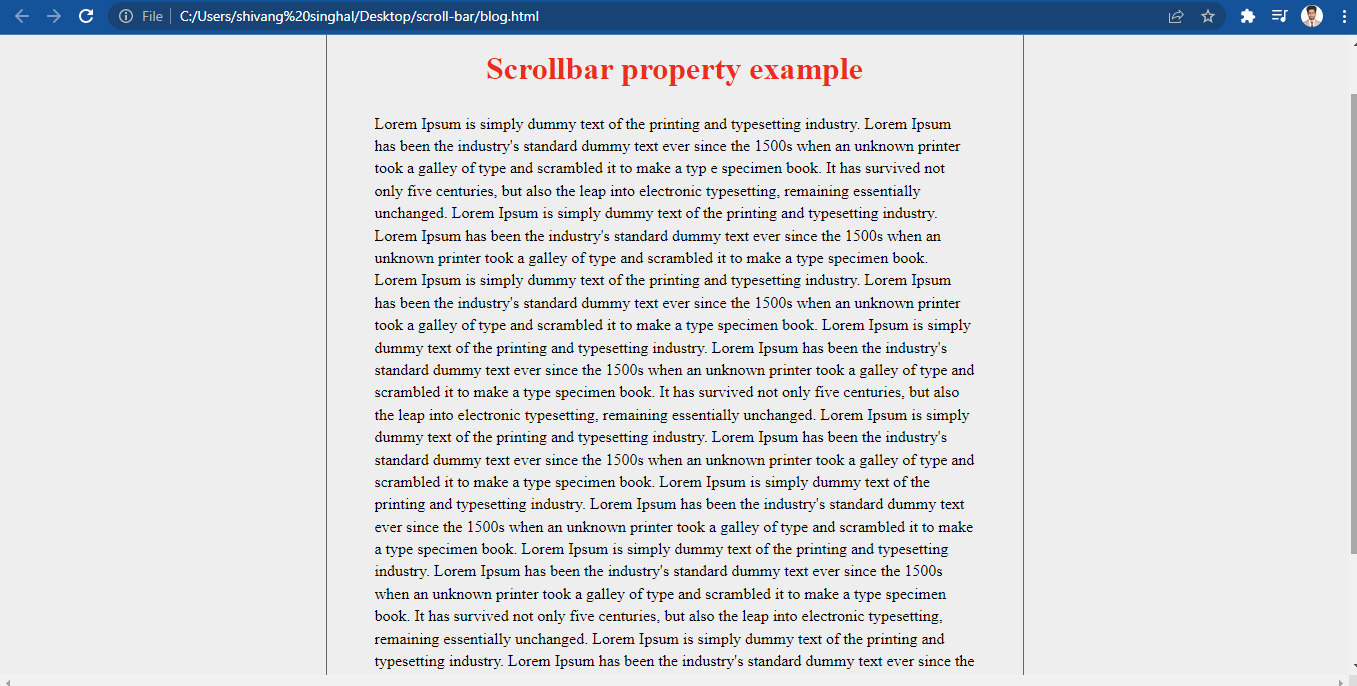 File C:/Users/shivang%20singhal/Desktop/scroll-bar/blog.html
Scrollbar property example
Lorem Ipsum is simply dummy text of the printing and typesetting industry. Lorem Ipsum
has been the industry's standard dummy text ever since the 1500s when an unknown printer
took a galley of type and scrambled it to make a typ e specimen book. It has survived not
only five centuries, but also the leap into electronic typesetting, remaining essentially
unchanged. Lorem Ipsum is simply dummy text of the printing and typesetting industry.
Lorem Ipsum has been the industry's standard dummy text ever since the 1500s when an
unknown printer took a galley of type and scrambled it to make a type specimen book.
Lorem Ipsum is simply dummy text of the printing and typesetting industry. Lorem Ipsum
has been the industry's standard dummy text ever since the 1500s when an unknown printer
took a galley of type and scrambled it to make a type specimen book. Lorem Ipsum is simply
dummy text of the printing and typesetting industry. Lorem Ipsum has been the industry's
standard dummy text ever since the 1500s when an unknown printer took a galley of type and
scrambled it to make a type specimen book. It has survived not only five centuries, but also
the leap into electronic typesetting, remaining essentially unchanged. Lorem Ipsum is simply
dummy text of the printing and typesetting industry. Lorem Ipsum has been the industry's
standard dummy text ever since the 1500s when an unknown printer took a galley of type and
scrambled it to make a type specimen book. Lorem Ipsum is simply dummy text of the
printing and typesetting industry. Lorem Ipsum has been the industry's standard dummy text
ever since the 1500s when an unknown printer took a galley of type and scrambled it to make
a type specimen book. Lorem Ipsum is simply dummy text of the printing and typesetting
industry. Lorem Ipsum has been the industry's standard dummy text ever since the 1500s
when an unknown printer took a galley of type and scrambled it to make a type specimen
book. It has survived not only five centuries, but also the leap into electronic typesetting,
remaining essentially unchanged. Lorem Ipsum is simply dummy text of the printing and
typesetting industry. Lorem Ipsum has been the industry's standard dummy text ever since the